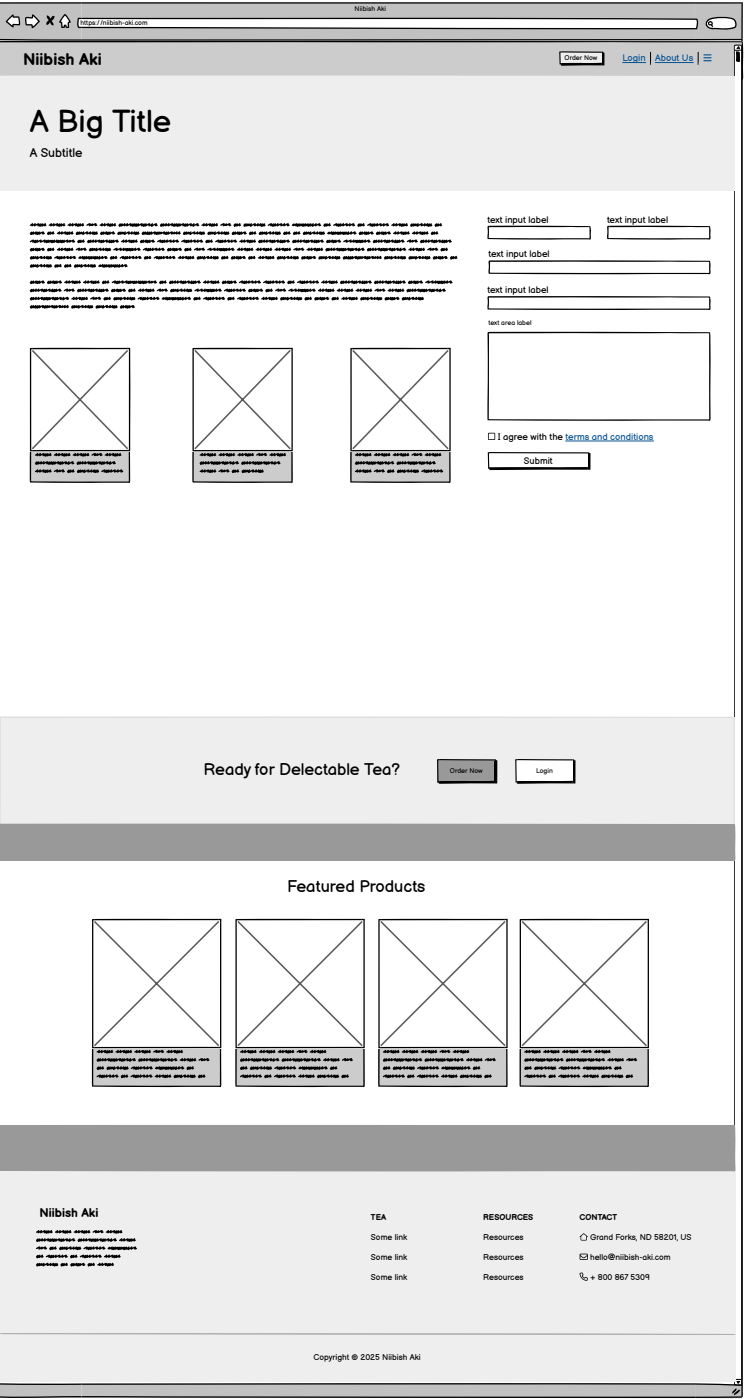 Niibish Aki
https://niibish-aki.com
Niibish Aki
Order Now
Login
About Us
A Big Title
A Subtitle
text input label
text input label
text input label
text input label
text area label
I agree with the terms and conditions
Submit
Ready for Delectable Tea?
Order Now
Login
Featured Products
Niibish Aki
TEA
Some link
Some link
Some link
RESOURCES
Resources
Resources
Resources
CONTACT
Grand Forks, ND 58201, US
hello@niibish-aki.com
+ 800 867 5309
Copyright © 2025 Niibish Aki